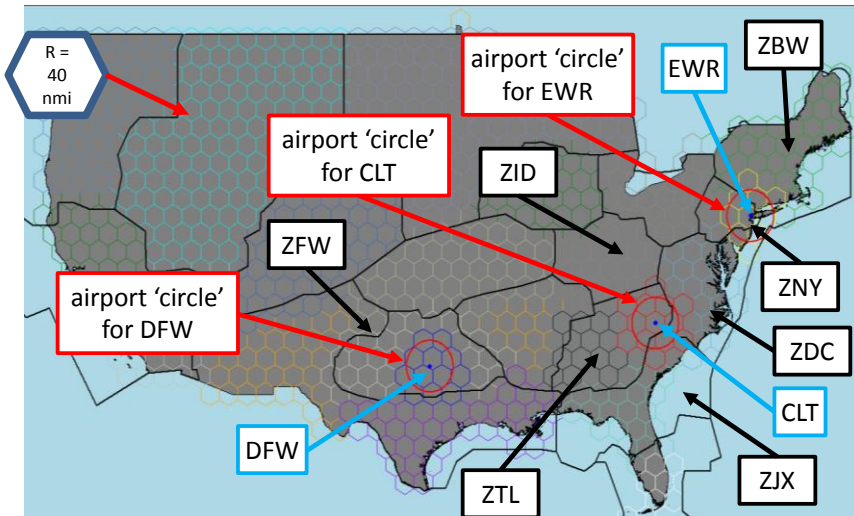 R =
40
nmi
airport ‘circle’
for EWR
EWR
ZBW
airport ‘circle’
for CLT
ZID
ZFW
airport ‘circle’
for DFW
ZNY
ZDC
CLT
DFW
ZTL
ZJX